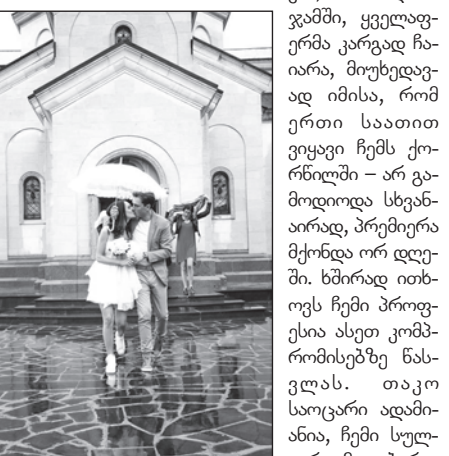 ჯამში, ყველაფ-
ერმა კარგად ჩა-
იარა, მიუხედავ-
ად იმისა, რომ
ერთი საათით
ვიყავი ჩემს ქო-
რწილში – არ გა-
მოდიოდა სხვან-
აირად, პრემიერა
მქონდა ორ დღე-
ში. ხშირად ითხ-
ოვს ჩემი პროფ-
ესია ასეთ კომპ-
რომისებზე წას-
ვლას. თაკო
საოცარი ადამი-
ანია, ჩემი სულ-